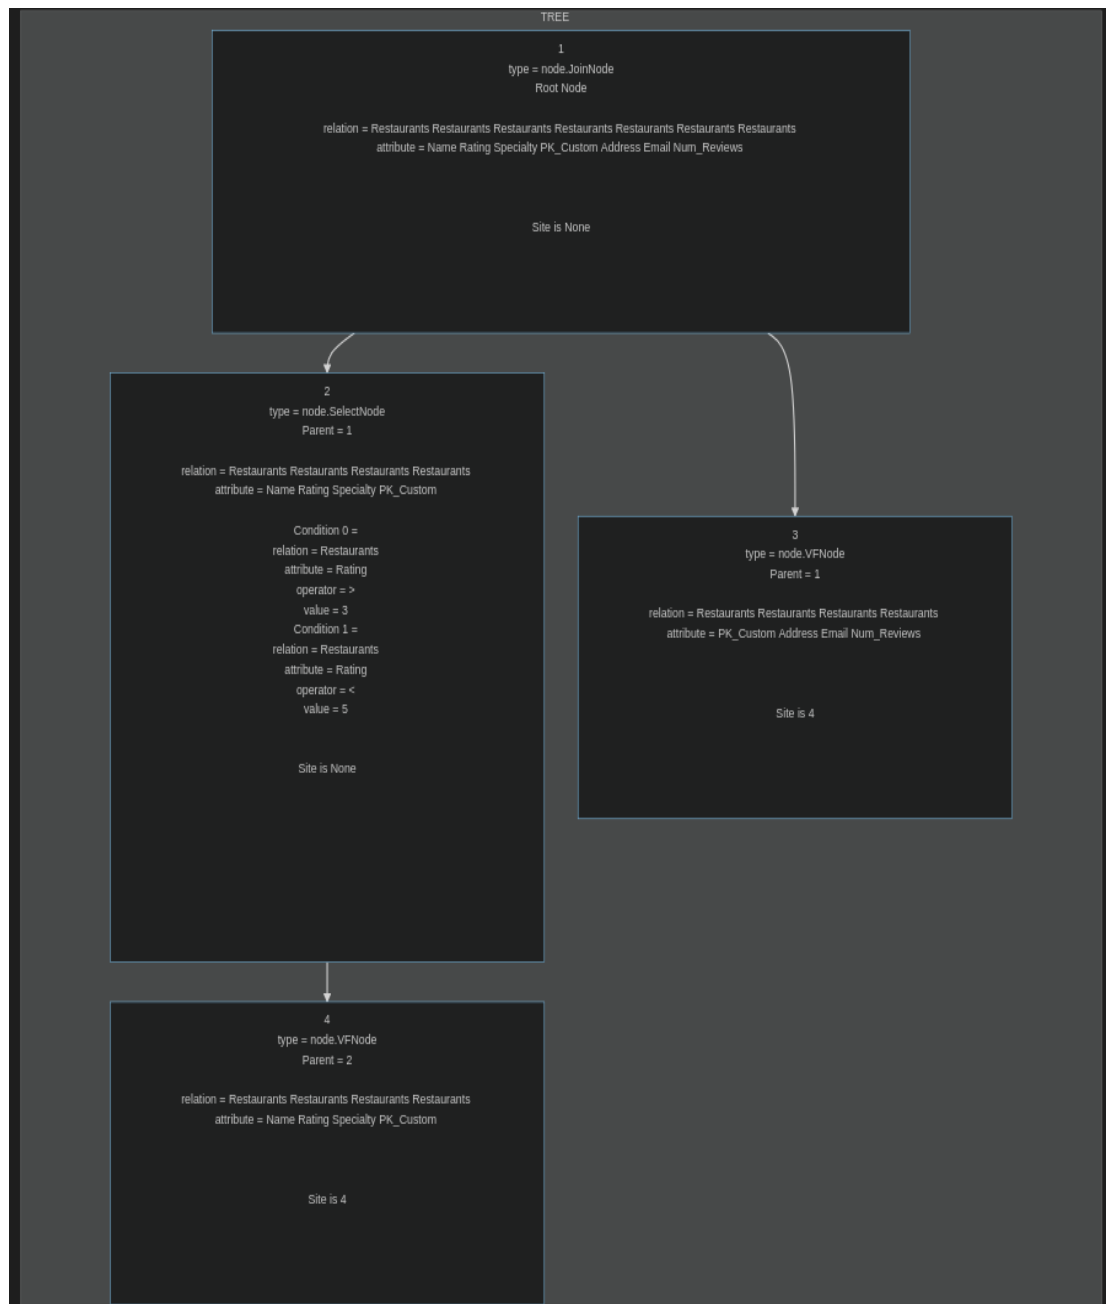 TREE
1
type = node.JoinNode
Root Node
relation = Restaurants Restaurants Restaurants Restaurants Restaurants Restaurants Restaurants
attribute = Name Rating Specialty PK_Custom Address Email Num_Reviews
Site is None
2
type = node.SelectNode
Parent = 1
relation = Restaurants Restaurants Restaurants Restaurants
attribute = Name Rating Specialty PK_Custom
Condition 0 =
relation = Restaurants
attribute = Rating
operator = >
value = 3
Condition 1 =
relation = Restaurants
attribute = Rating
operator = <
value = 5
Site is None
3
type = node.VFNode
Parent = 1
relation = Restaurants Restaurants Restaurants Restaurants
attribute = PK_Custom Address Email Num_Reviews
Site is 4
4
type = node.VFNode
Parent = 2
relation = Restaurants Restaurants Restaurants Restaurants
attribute = Name Rating Specialty PK_Custom
Site is 4